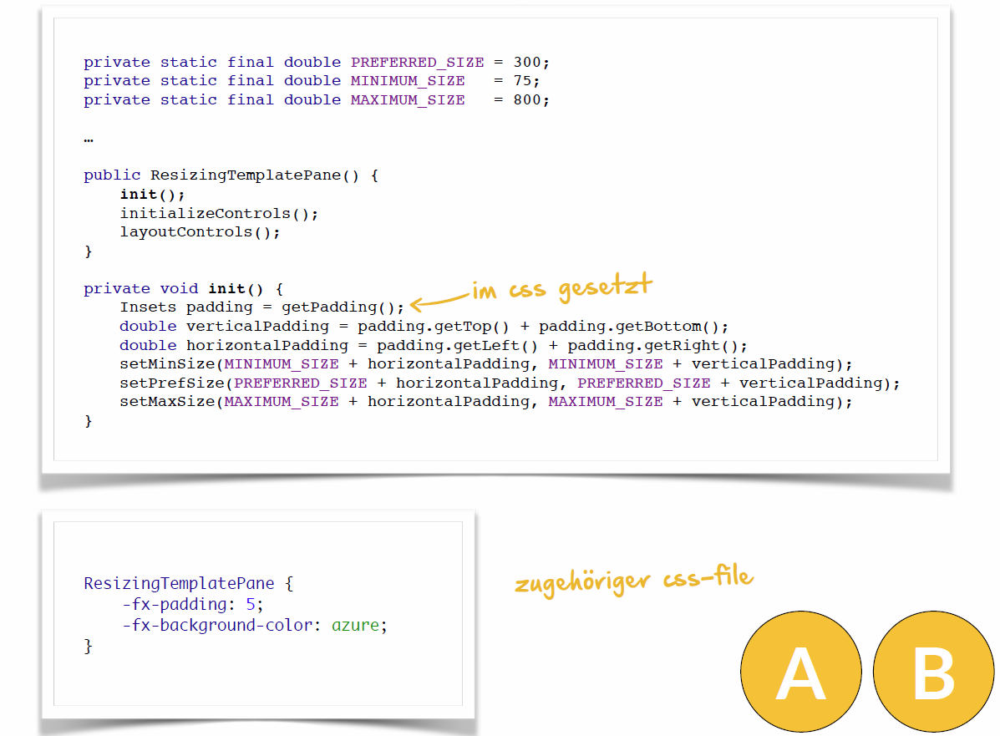 private static final double PREFERRED_SIZE = 300;
private static final double MINIMUM_SIZE   = 75;
private static final double MAXIMUM_SIZE   = 800;
…
public ResizingTemplatePane() {
    init();
    initializeControls();
    layoutControls();
}
private void init() {
im css gesetzt
    Insets padding = getPadding();
    double verticalPadding = padding.getTop() + padding.getBottom();
    double horizontalPadding = padding.getLeft() + padding.getRight();
    setMinSize(MINIMUM_SIZE + horizontalPadding, MINIMUM_SIZE + verticalPadding);
    setPrefSize(PREFERRED_SIZE + horizontalPadding, PREFERRED_SIZE + verticalPadding);
    setMaxSize(MAXIMUM_SIZE + horizontalPadding, MAXIMUM_SIZE + verticalPadding);
}
ResizingTemplatePane {
    -fx-padding: 5;
    -fx-background-color: azure;
}
zugehöriger css-file
A
B